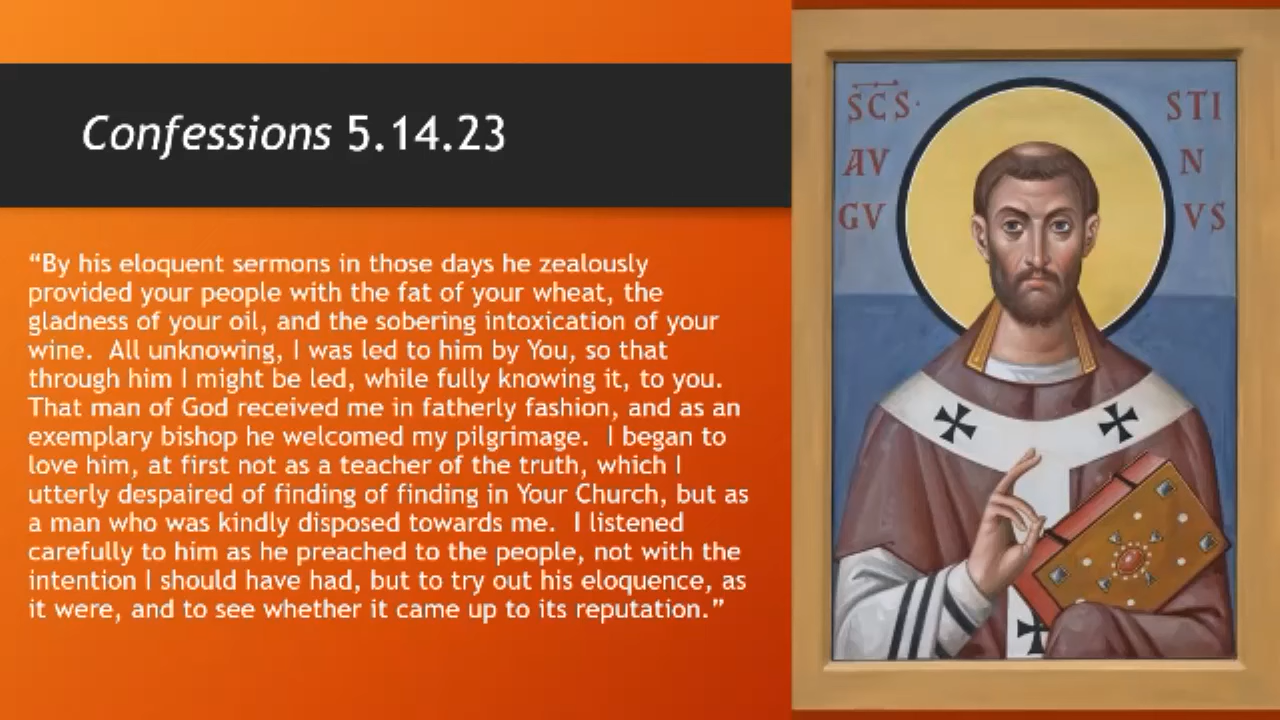 Confessions 5.14.23
“By his eloquent sermons in those days he zealously
provided your people with the fat of your wheat, the
gladness of your oil, and the sobering intoxication of your
wine.  All unknowing, I was led to him by You, so that
through him I might be led, while fully knowing it, to you.
That man of God received me in fatherly fashion, and as an
exemplary bishop he welcomed my pilgrimage.  I began to
love him, at first not as a teacher of the truth, which I
utterly despaired of finding of finding in Your Church, but as
a man who was kindly disposed towards me.  I listened
carefully to him as he preached to the people, not with the
intention I should have had, but to try out his eloquence, as
it were, and to see whether it came up to its reputation.”
SCS·
AV
GV
STI
N
VS